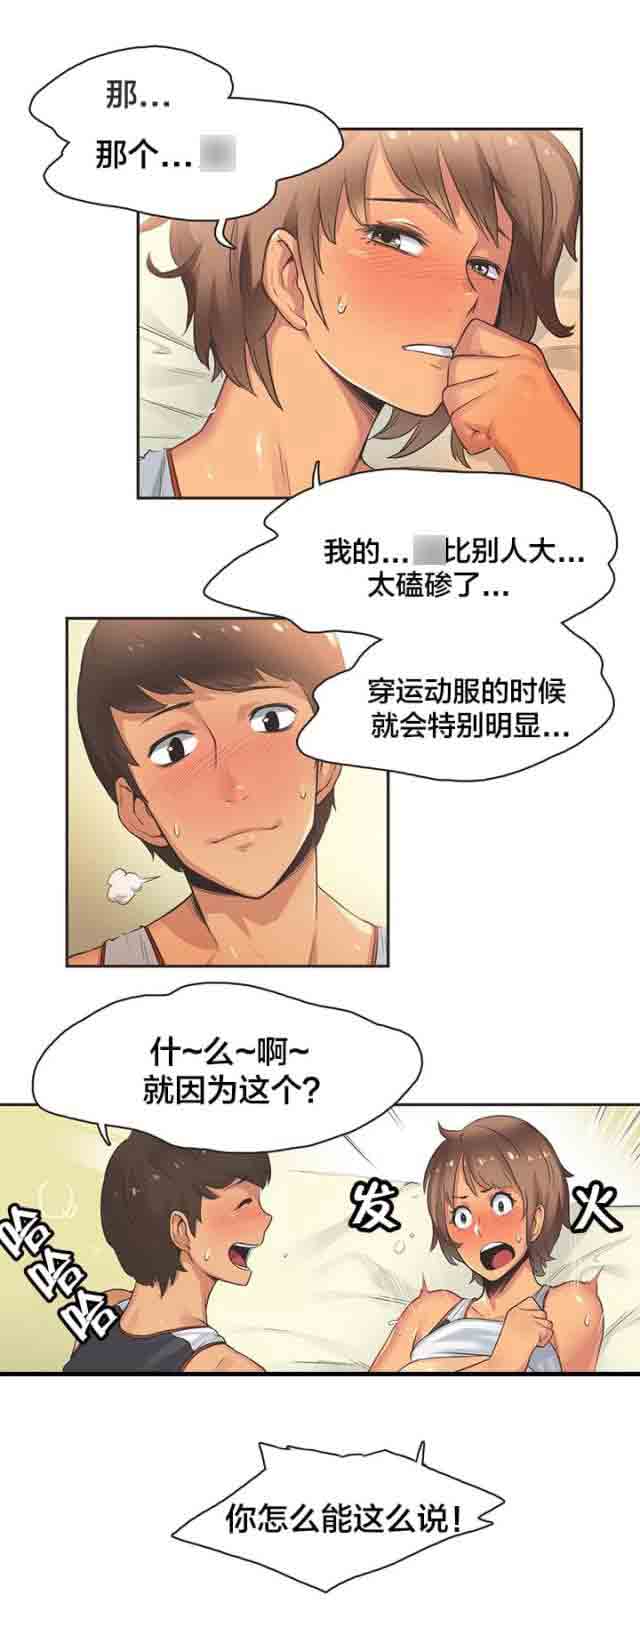 那...
那个...
我的... 比别人大...
太磕碜了...
穿运动服的时候
就会特别明显...
什~么~啊~
就因为这个?
哈哈哈
发火
你怎么能这么说!